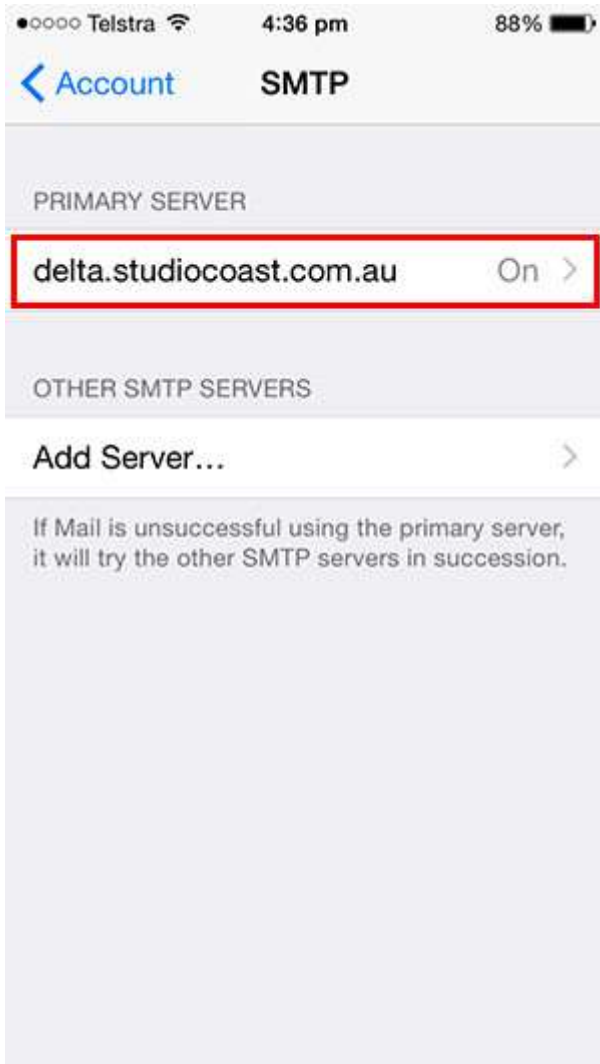 Telstra 4:36 pm 88%
Account SMTP
PRIMARY SERVER
delta.studiocoast.com.au On
OTHER SMTP SERVERS
Add Server...
If Mail is unsuccessful using the primary server,
it will try the other SMTP servers in succession.